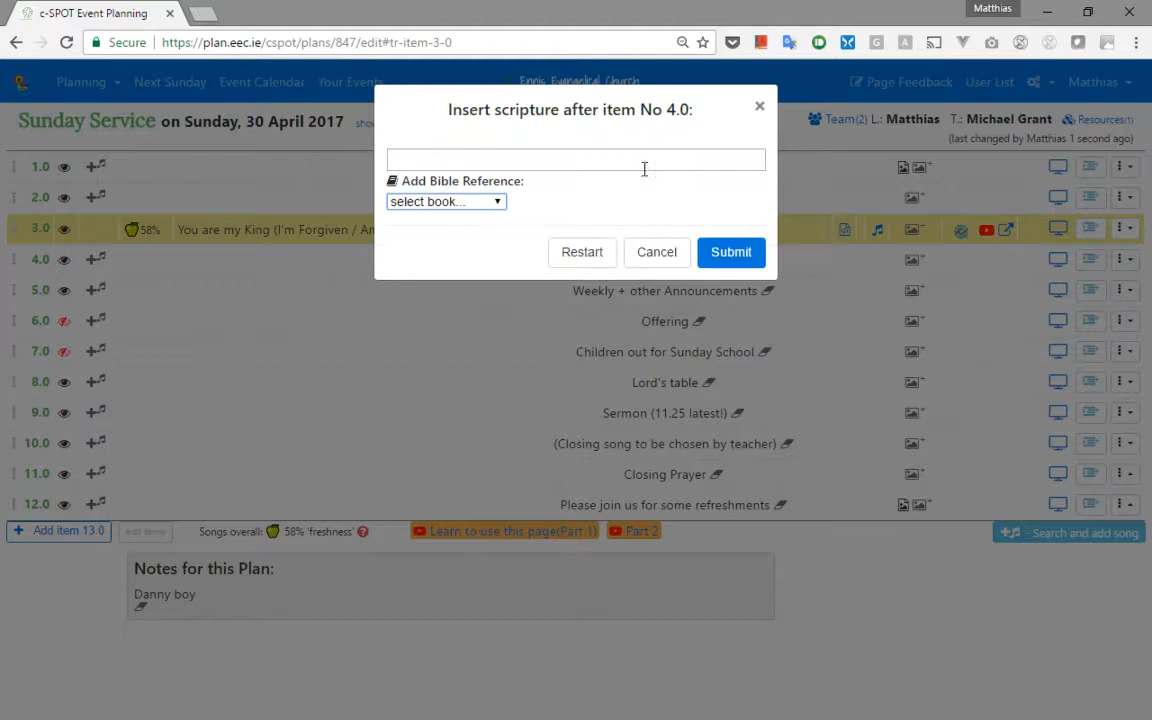 c-SPOT Event Planning
Matthias
Secure
https://plan.eec.ie/cspot/plans/847/edit#tr-item-3-0
Planning
Next Sunday
Event Calendar
Your Events
Ennis Evangelical Church
Page Feedback
User List
Matthias
Sunday Service on Sunday, 30 April 2017
Team(2) L.: Matthias T.: Michael Grant
Resources(1)
(last changed by Matthias 1 second ago)
Insert scripture after item No 4.0:
Add Bible Reference:
select book...
Restart
Cancel
Submit
1.0
2.0
3.0
58%
You are my King (I'm Forgiven /
4.0
5.0
Weekly + other Announcements
6.0
Offering
7.0
Children out for Sunday School
8.0
Lord's table
9.0
Sermon (11.25 latest!)
10.0
(Closing song to be chosen by teacher)
11.0
Closing Prayer
12.0
Please join us for some refreshments
+ Add item 13.0
Songs overall: 58% 'freshness'
Learn to use this page(Part 1)
Part 2
- Search and add song
Notes for this Plan:
Danny boy